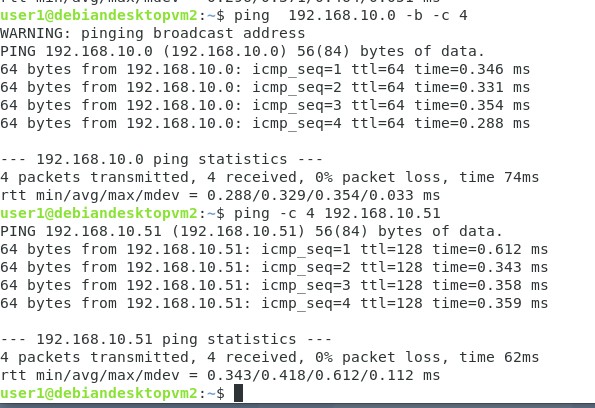 user1@debiandesktopvm2:~$ ping  192.168.10.0 -b -c 4
WARNING: pinging broadcast address
PING 192.168.10.0 (192.168.10.0) 56(84) bytes of data.
64 bytes from 192.168.10.0: icmp_seq=1 ttl=64 time=0.346 ms
64 bytes from 192.168.10.0: icmp_seq=2 ttl=64 time=0.331 ms
64 bytes from 192.168.10.0: icmp_seq=3 ttl=64 time=0.354 ms
64 bytes from 192.168.10.0: icmp_seq=4 ttl=64 time=0.288 ms

--- 192.168.10.0 ping statistics ---
4 packets transmitted, 4 received, 0% packet loss, time 74ms
rtt min/avg/max/mdev = 0.288/0.329/0.354/0.033 ms
user1@debiandesktopvm2:~$ ping -c 4 192.168.10.51
PING 192.168.10.51 (192.168.10.51) 56(84) bytes of data.
64 bytes from 192.168.10.51: icmp_seq=1 ttl=128 time=0.612 ms
64 bytes from 192.168.10.51: icmp_seq=2 ttl=128 time=0.343 ms
64 bytes from 192.168.10.51: icmp_seq=3 ttl=128 time=0.358 ms
64 bytes from 192.168.10.51: icmp_seq=4 ttl=128 time=0.359 ms

--- 192.168.10.51 ping statistics ---
4 packets transmitted, 4 received, 0% packet loss, time 62ms
rtt min/avg/max/mdev = 0.343/0.418/0.612/0.112 ms
user1@debiandesktopvm2:~$